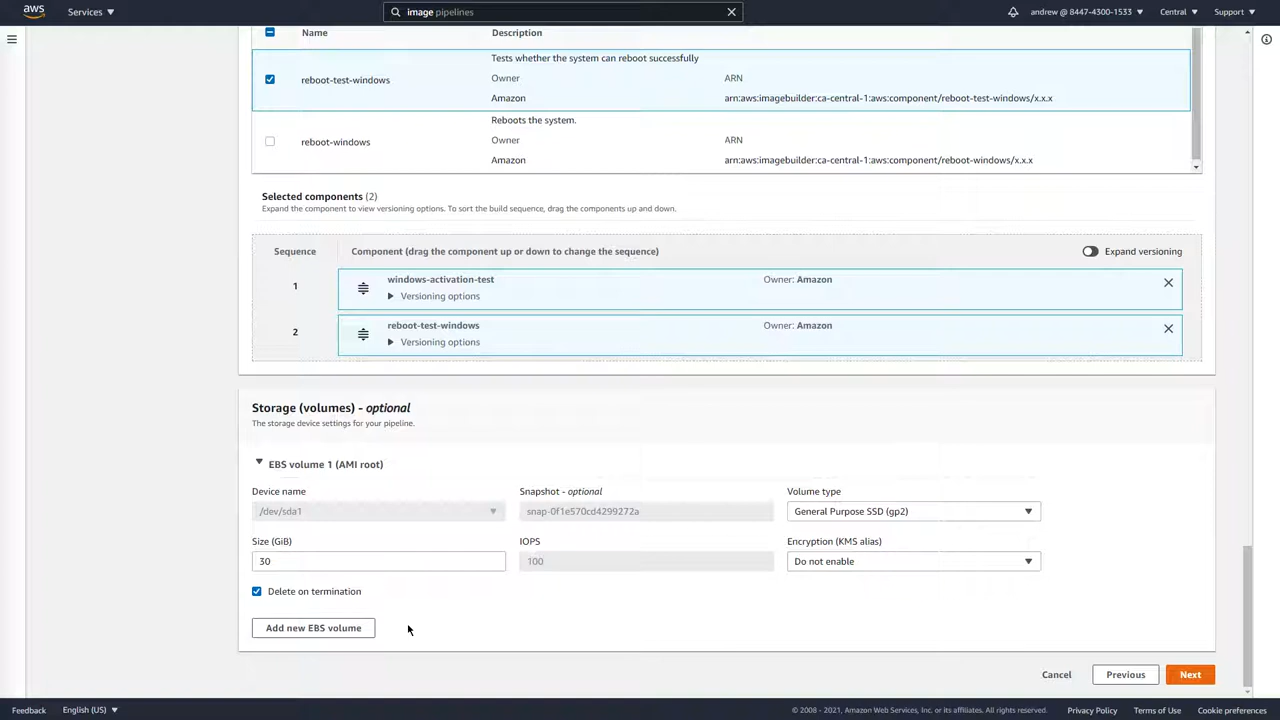 aws
Services
image pipelines
andrew @ 8447-4300-1533
Central
Support
Name
Description
Tests whether the system can reboot successfully
reboot-test-windows
Owner
ARN
Amazon
arn:aws:imagebuilder:ca-central-1:aws:component/reboot-test-windows/x.x.x
Reboots the system.
reboot-windows
Owner
ARN
Amazon
arn:aws:imagebuilder:ca-central-1:aws:component/reboot-windows/x.x.x
Selected components (2)
Expand the component to view versioning options. To sort the build sequence, drag the components up and down.
Sequence
Component (drag the component up or down to change the sequence)
Expand versioning
1
windows-activation-test
Owner: Amazon
Versioning options
2
reboot-test-windows
Owner: Amazon
Versioning options
Storage (volumes) - optional
The storage device settings for your pipeline.
EBS volume 1 (AMI root)
Device name
Snapshot - optional
Volume type
/dev/sda1
snap-0f1e570cd4299272a
General Purpose SSD (gp2)
Size (GiB)
IOPS
Encryption (KMS alias)
30
100
Do not enable
Delete on termination
Add new EBS volume
Cancel
Previous
Next
Feedback
English (US)
© 2008 - 2021, Amazon Web Services, Inc. or its affiliates. All rights reserved.
Privacy Policy
Terms of Use
Cookie preferences